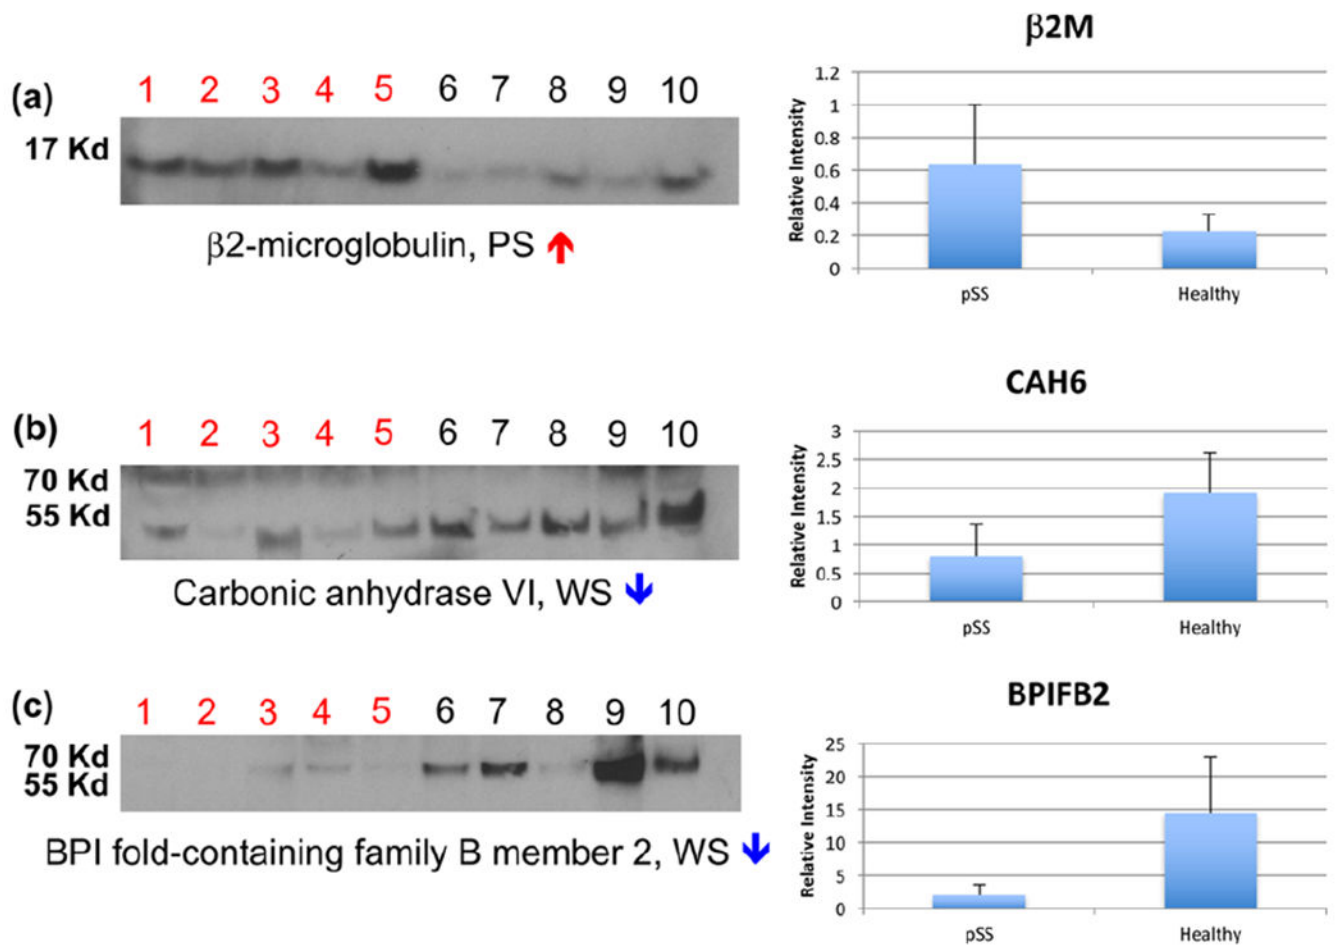 β2M
(a) 1 2 3 4 5 6 7 8 9 10
17 Kd
β2-microglobulin, PS
1.2
1
0.8
0.6
0.4
0.2
0
Relative Intensity
pSS Healthy
CAH6
(b) 1 2 3 4 5 6 7 8 9 10
70 Kd
55 Kd
Carbonic anhydrase VI, WS
3
2.5
2
1.5
1
0.5
0
Relative Intensity
pSS Healthy
BPIFB2
(c) 1 2 3 4 5 6 7 8 9 10
70 Kd
55 Kd
BPI fold-containing family B member 2, WS
25
20
15
10
5
0
Relative Intensity
pSS Healthy